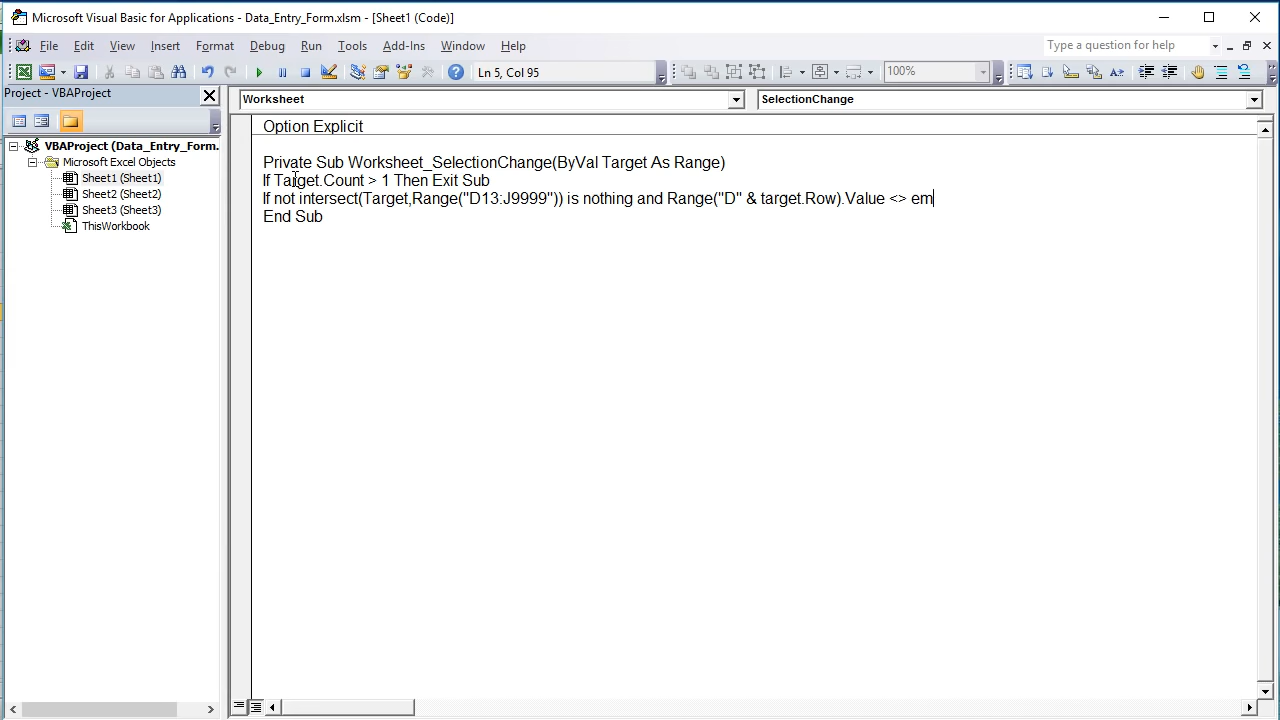 Microsoft Visual Basic for Applications - Data_Entry_Form.xlsm - [Sheet1 (Code)]
File Edit View Insert Format Debug Run Tools Add-Ins Window Help
Type a question for help
Ln 5, Col 95
100%
Project - VBAProject
Worksheet
SelectionChange
VBAProject (Data_Entry_Form.
Microsoft Excel Objects
Sheet1 (Sheet1)
Sheet2 (Sheet2)
Sheet3 (Sheet3)
ThisWorkbook
Option Explicit
Private Sub Worksheet_SelectionChange(ByVal Target As Range)
If Target.Count > 1 Then Exit Sub
If not intersect(Target,Range("D13:J9999")) is nothing and Range("D" & target.Row).Value <> em
End Sub